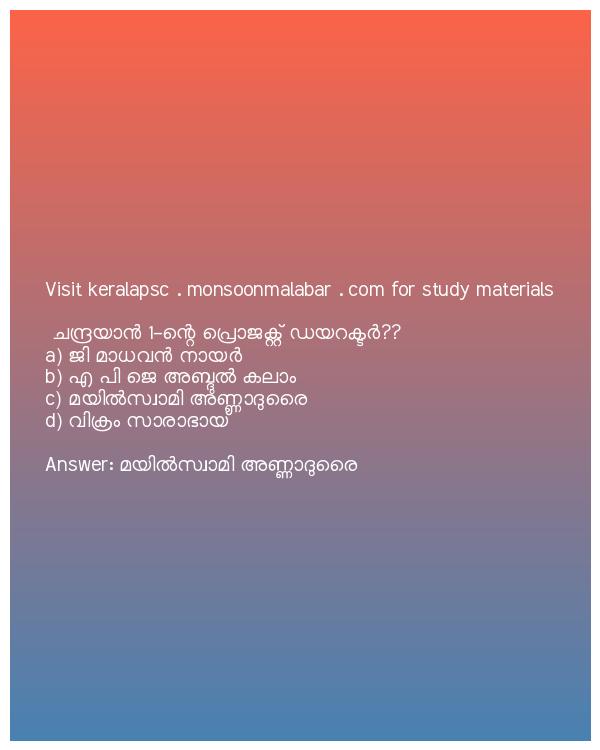 Visit keralapsc . monsoonmalabar . com for study materials
ചന്ദ്രയാൻ 1-ന്റെ പ്രൊജക്റ്റ് ഡയറക്ടർ??
a) ജി മാധവൻ നായർ
b) എ പി ജെ അബ്ദുൽ കലാം
c) മയിൽസ്വാമി അണ്ണാദുരൈ
d) വിക്രം സാരാഭായ്
Answer: മയിൽസ്വാമി അണ്ണാദുരൈ